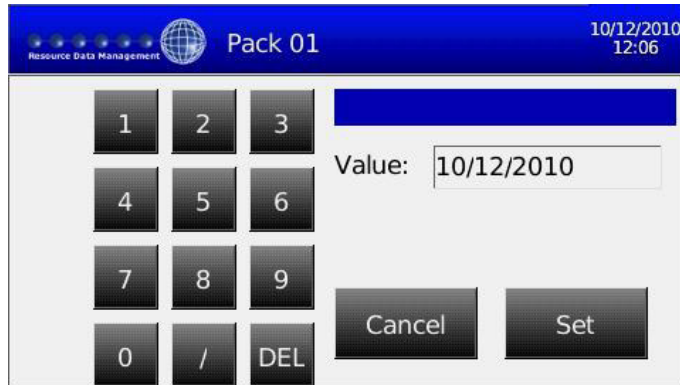 Resource Data Management
Pack 01
10/12/2010
12:06
1 2 3
Value: 10/12/2010
4 5 6
7 8 9
Cancel Set
0 / DEL